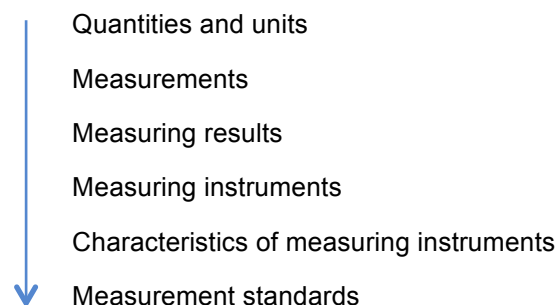 Quantities and units
Measurements
Measuring results
Measuring instruments
Characteristics of measuring instruments
Measurement standards